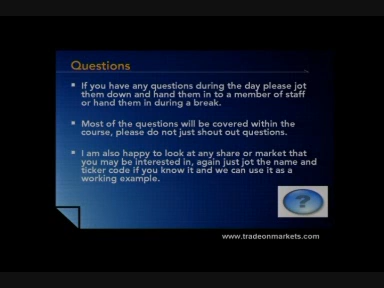 Questions
If you have any questions during the day please jot
them down and hand them in to a member of staff
or hand them in during a break.
Most of the questions will be covered within the
course, please do not just shout out questions.
I am also happy to look at any share or market that
you may be interested in, again just jot the name and
ticker code if you know it and we can use it as a
working example.
?
www.tradeonmarkets.com